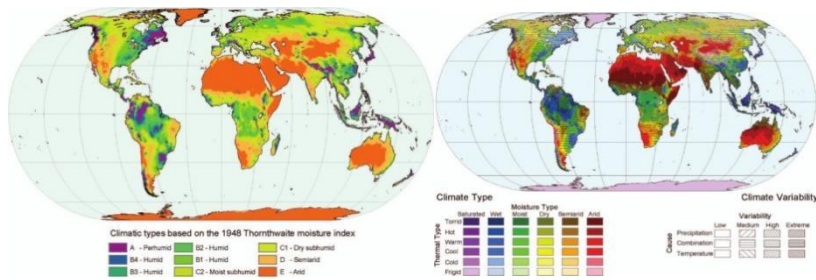 Climatic types based on the 1948 Thornthwaite moisture index
A - Perhumid
B4 - Humid
B3 - Humid
B2 - Humid
B1 - Humid
C2 - Moist subhumid
C1 - Dry subhumid
D - Semiarid
E - Arid
Climate Type
Moisture Type
Saturated Wet Moist Dry Semiarid Arid
Thermal Type
Torrid
Hot
Warm
Cool
Cold
Frigid
Climate Variability
Variability
Low Medium High Extreme
Cause
Precipitation
Combination
Temperature